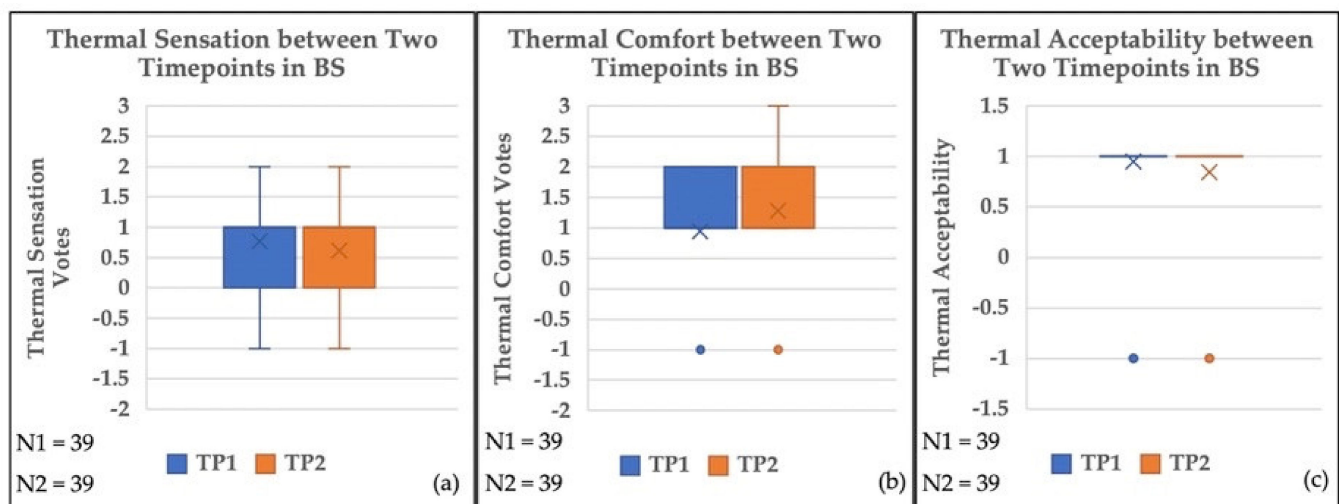 Thermal Sensation between Two
Timepoints in BS
3
2.5
2
1.5
1
0.5
0
-0.5
-1
-1.5
-2
Thermal Sensation
Votes
N1 = 39
N2 = 39
TP1 TP2
(a)
Thermal Comfort between Two
Timepoints in BS
3
2.5
2
1.5
1
0.5
0
-0.5
-1
-1.5
-2
Thermal Comfort Votes
N1 = 39
N2 = 39
TP1 TP2
(b)
Thermal Acceptability between
Two Timepoints in BS
1.5
1
0.5
0
-0.5
-1
-1.5
Thermal Acceptability
N1 = 39
N2 = 39
TP1 TP2
(c)